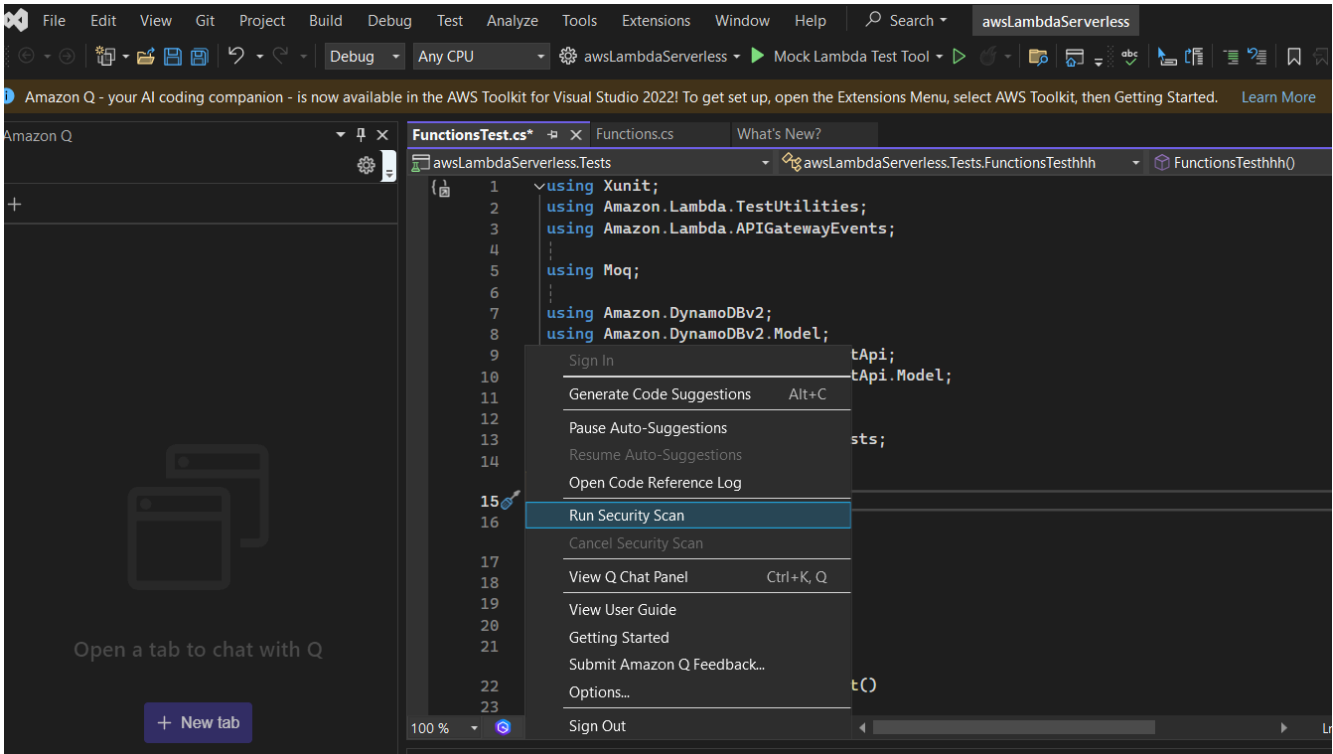 File Edit View Git Project Build Debug Test Analyze Tools Extensions Window Help Search awsLambdaServerless
Debug Any CPU awsLambdaServerless Mock Lambda Test Tool abc
Amazon Q - your AI coding companion - is now available in the AWS Toolkit for Visual Studio 2022! To get set up, open the Extensions Menu, select AWS Toolkit, then Getting Started. Learn More
Amazon Q
Open a tab to chat with Q
+ New tab
FunctionsTest.cs* Functions.cs What's New?
awsLambdaServerless.Tests awsLambdaServerless.Tests.FunctionsTesthhh FunctionsTesthhh()
1 using Xunit;
2 using Amazon.Lambda.TestUtilities;
3 using Amazon.Lambda.APIGatewayEvents;
4
5 using Moq;
6
7 using Amazon.DynamoDBv2;
8 using Amazon.DynamoDBv2.Model;
9 tApi;
10 tApi.Model;
11
12
13 sts;
14
15
16
17
18
19
20
21
22 t()
23
Sign In
Generate Code Suggestions Alt+C
Pause Auto-Suggestions
Resume Auto-Suggestions
Open Code Reference Log
Run Security Scan
Cancel Security Scan
View Q Chat Panel Ctrl+K, Q
View User Guide
Getting Started
Submit Amazon Q Feedback...
Options...
Sign Out
100 % Ln